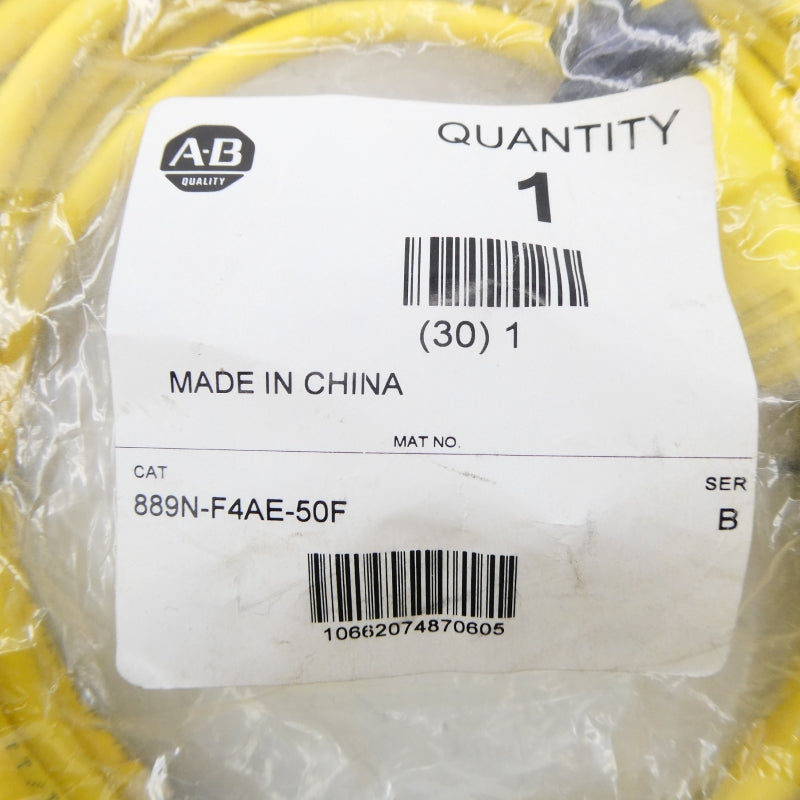 A·B
QUALITY
QUANTITY
1
(30) 1
MADE IN CHINA
MAT NO.
CAT
889N-F4AE-50F
SER
B
10662074870605